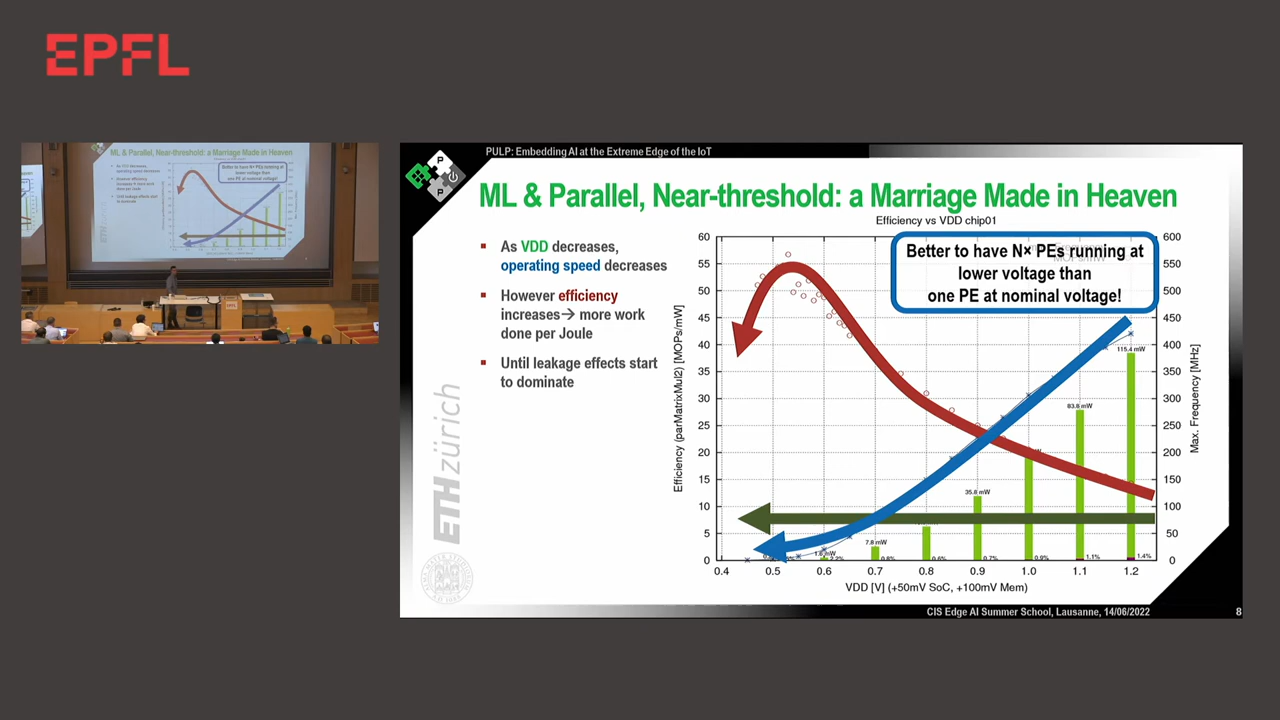 EPFL
PULP: Embedding AI at the Extreme Edge of the IoT
ML & Parallel, Near-threshold: a Marriage Made in Heaven
As VDD decreases,
operating speed decreases
However efficiency
increases→ more work
done per Joule
Until leakage effects start
to dominate
ETHzürich
Efficiency vs VDD chip01
Better to have N× PEs running at
lower voltage than
one PE at nominal voltage!
Efficiency (parMatrixMul2) [MOPs/mW]
60
55
50
45
40
35
30
25
20
15
10
5
0
600
550
500
450
400
350
300
250
200
150
100
50
0
Max. Frequency [MHz]
115.4 mW
83.6 mW
35.8 mW
7.8 mW
0.8%
0.6%
0.7%
0.9%
1.1%
1.4%
0.4 0.5 0.6 0.7 0.8 0.9 1.0 1.1 1.2
VDD [V] (+50mV SoC, +100mV Mem)
CIS Edge AI Summer School, Lausanne, 14/06/2022
8